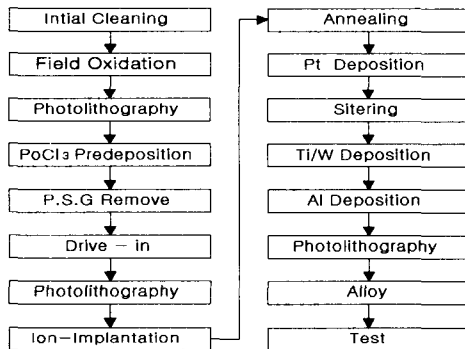 Intial Cleaning
Field Oxidation
Photolithography
PoCl₃ Predeposition
P.S.G Remove
Drive – in
Photolithography
Ion–Implantation
Annealing
Pt Deposition
Sitering
Ti/W Deposition
Al Deposition
Photolithography
Alloy
Test